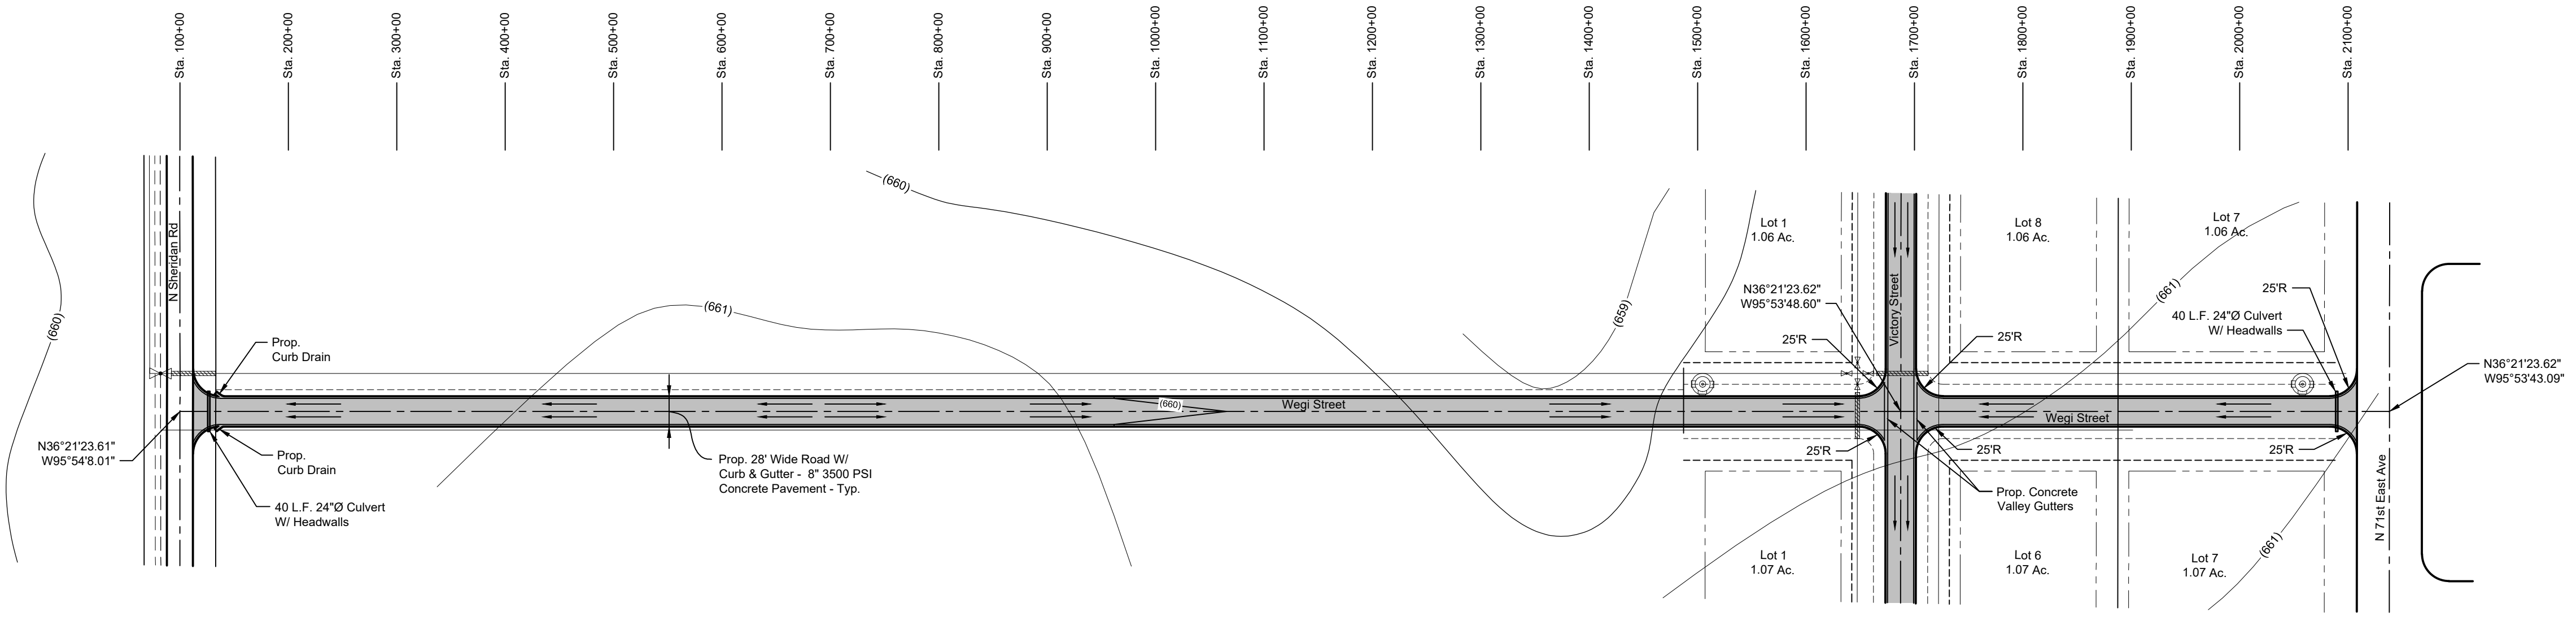 Sta. 100+00
Sta. 200+00
Sta. 300+00
Sta. 400+00
Sta. 500+00
Sta. 600+00
Sta. 700+00
Sta. 800+00
Sta. 900+00
Sta. 1000+00
Sta. 1100+00
Sta. 1200+00
Sta. 1300+00
Sta. 1400+00
Sta. 1500+00
Sta. 1600+00
Sta. 1700+00
Sta. 1800+00
Sta. 1900+00
Sta. 2000+00
Sta. 2100+00
(660)
N Sheridan Rd
Prop.
Curb Drain
N36°21'23.61"
W95°54'8.01"
Prop.
Curb Drain
40 L.F. 24"Ø Culvert
W/ Headwalls
(661)
Prop. 28' Wide Road W/
Curb & Gutter - 8" 3500 PSI
Concrete Pavement - Typ.
(660)
(660)
Wegi Street
(659)
Lot 1
1.06 Ac.
N36°21'23.62"
W95°53'48.60"
25'R
Victory Street
25'R
Lot 8
1.06 Ac.
Lot 7
1.06 Ac.
(661)
25'R
40 L.F. 24"Ø Culvert
W/ Headwalls
N36°21'23.62"
W95°53'43.09"
Wegi Street
25'R
25'R
25'R
Prop. Concrete
Valley Gutters
Lot 1
1.07 Ac.
Lot 6
1.07 Ac.
Lot 7
1.07 Ac.
(661)
N 71st East Ave